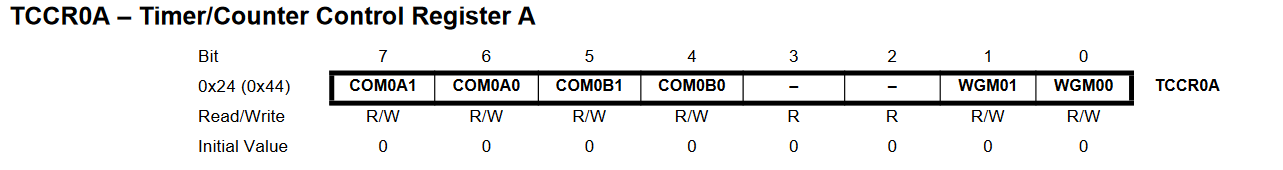 TCCR0A – Timer/Counter Control Register A
Bit 7 6 5 4 3 2 1 0
0x24 (0x44) COM0A1 COM0A0 COM0B1 COM0B0 – – WGM01 WGM00 TCCR0A
Read/Write R/W R/W R/W R/W R R R/W R/W
Initial Value 0 0 0 0 0 0 0 0